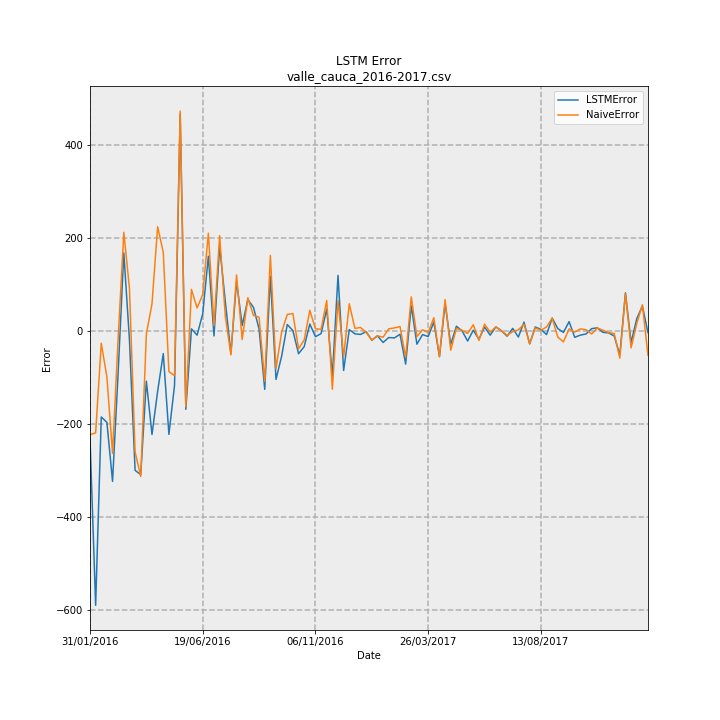 LSTM Error
valle_cauca_2016-2017.csv
LSTMError
NaiveError
Error
400
200
0
−200
−400
−600
31/01/2016
19/06/2016
06/11/2016
26/03/2017
13/08/2017
Date